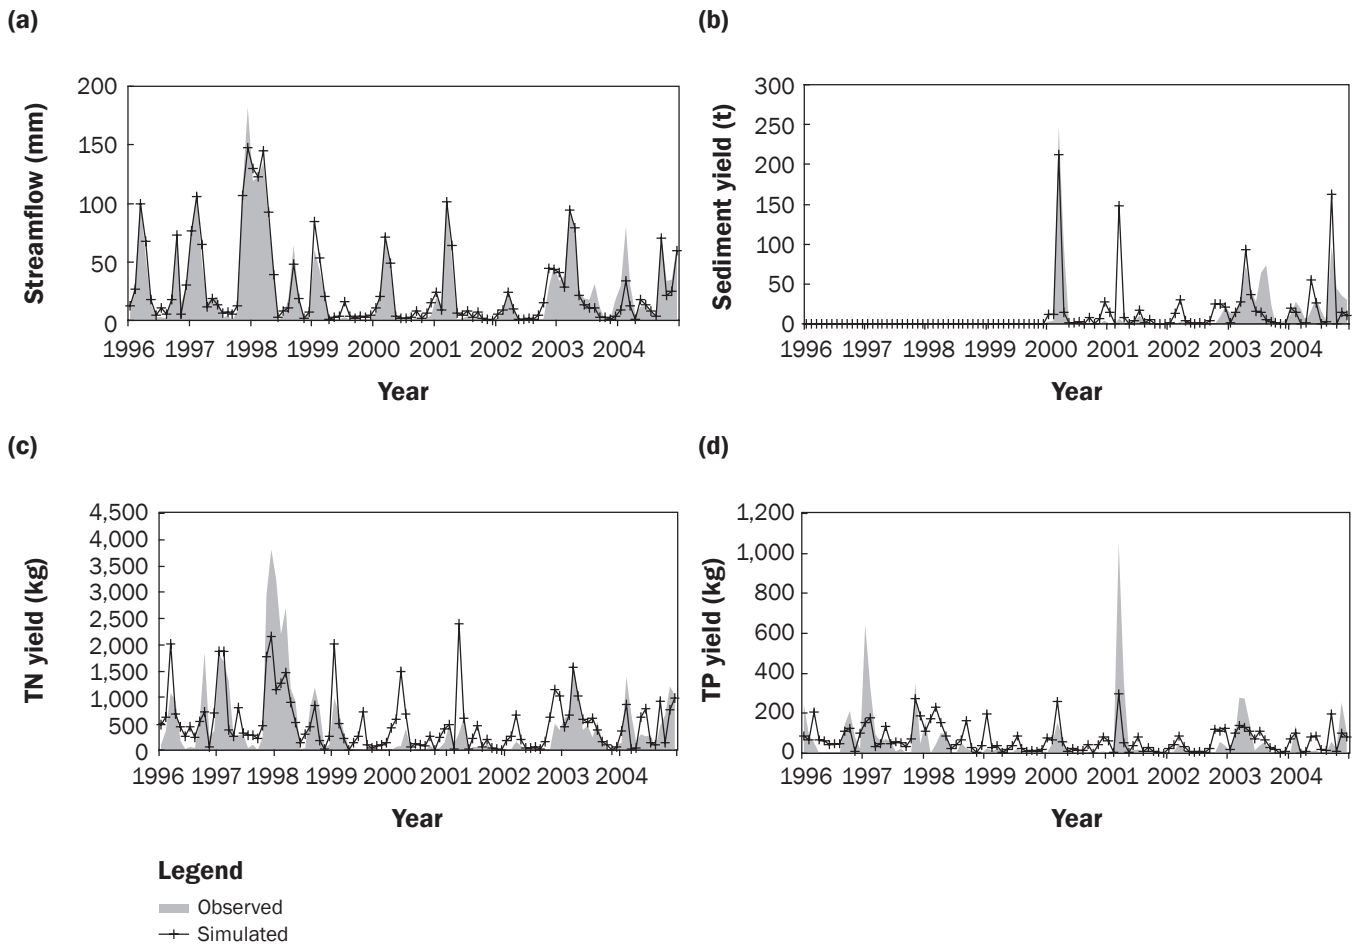 (a)
Streamflow (mm)
200
150
100
50
0
1996 1997 1998 1999 2000 2001 2002 2003 2004
Year
(b)
Sediment yield (t)
300
250
200
150
100
50
0
1996 1997 1998 1999 2000 2001 2002 2003 2004
Year
(c)
TN yield (kg)
4,500
4,000
3,500
3,000
2,500
2,000
1,500
1,000
500
0
1996 1997 1998 1999 2000 2001 2002 2003 2004
Year
(d)
TP yield (kg)
1,200
1,000
800
600
400
200
0
1996 1997 1998 1999 2000 2001 2002 2003 2004
Year
Legend
Observed
Simulated